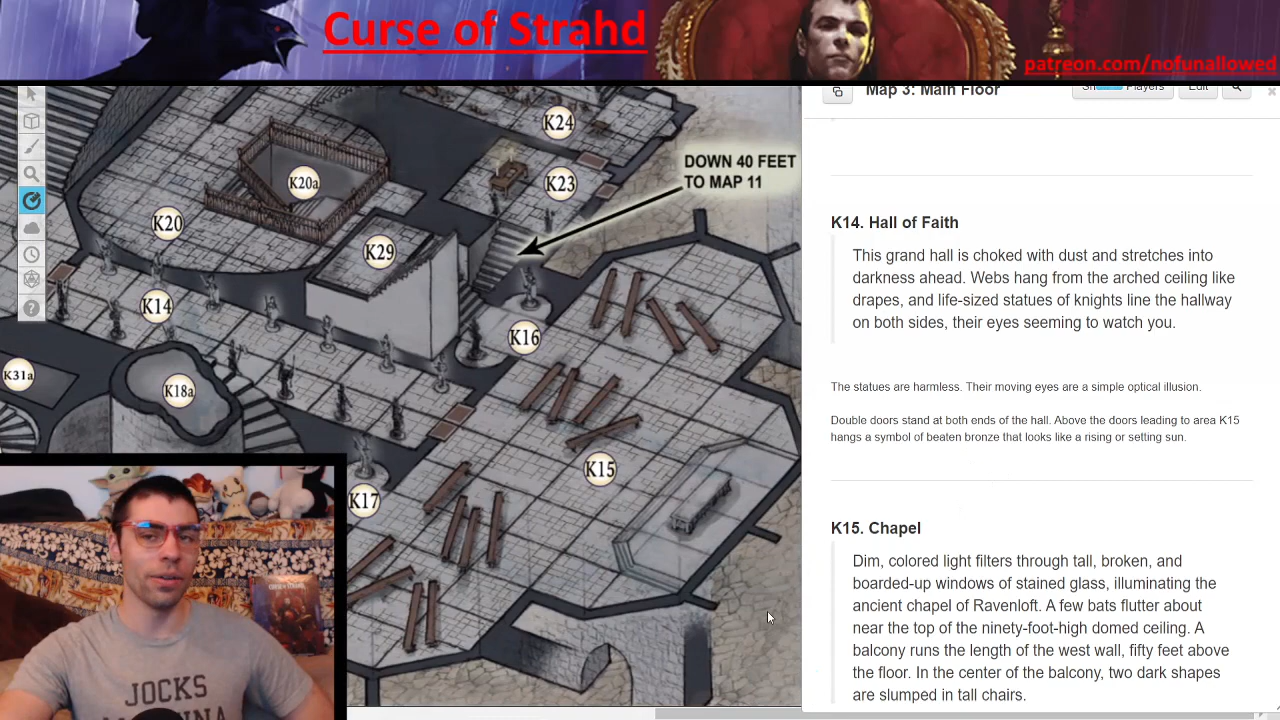 Curse of Strahd
patreon.com/nofunallowed
Map 3: Main Floor
Edit
K24
DOWN 40 FEET
TO MAP 11
K20a
K23
K20
K29
K14
K16
K31a
K18a
K15
K17
K14. Hall of Faith
This grand hall is choked with dust and stretches into
darkness ahead. Webs hang from the arched ceiling like
drapes, and life-sized statues of knights line the hallway
on both sides, their eyes seeming to watch you.
The statues are harmless. Their moving eyes are a simple optical illusion.
Double doors stand at both ends of the hall. Above the doors leading to area K15
hangs a symbol of beaten bronze that looks like a rising or setting sun.
K15. Chapel
Dim, colored light filters through tall, broken, and
boarded-up windows of stained glass, illuminating the
ancient chapel of Ravenloft. A few bats flutter about
near the top of the ninety-foot-high domed ceiling. A
balcony runs the length of the west wall, fifty feet above
the floor. In the center of the balcony, two dark shapes
are slumped in tall chairs.
JOCKS